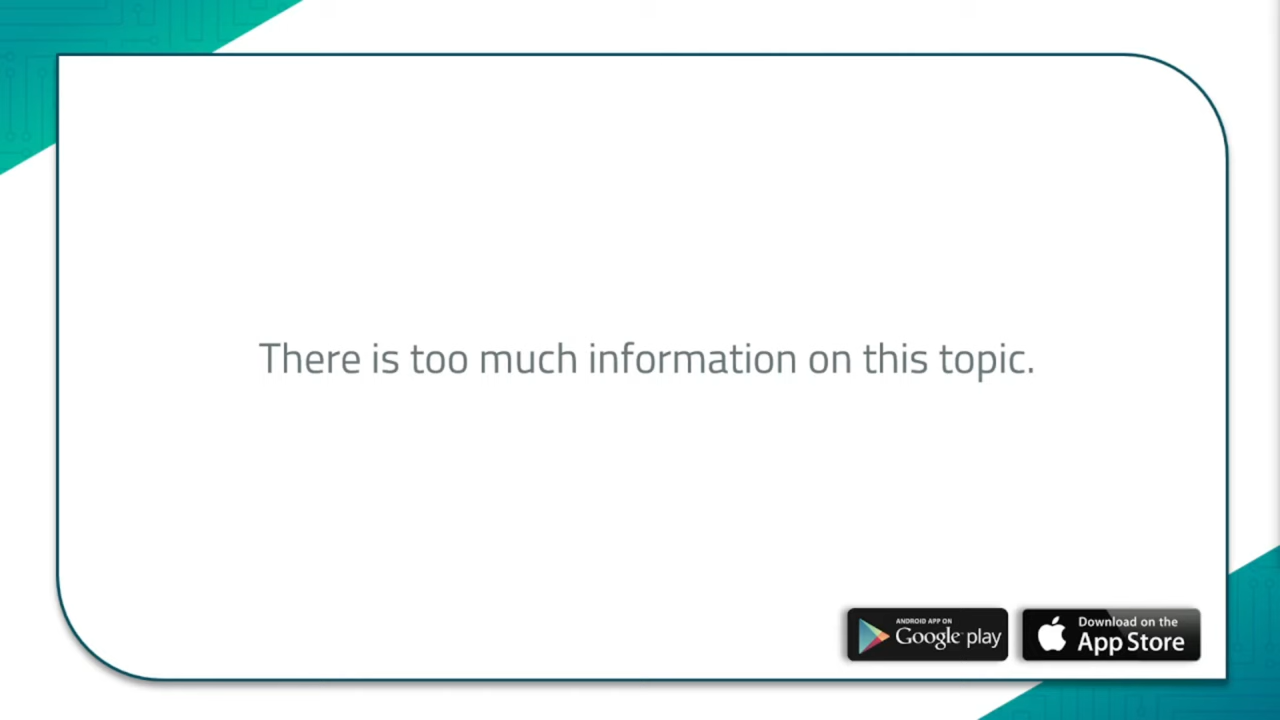 There is too much information on this topic.
ANDROID APP ON
Google play
Download on the
App Store